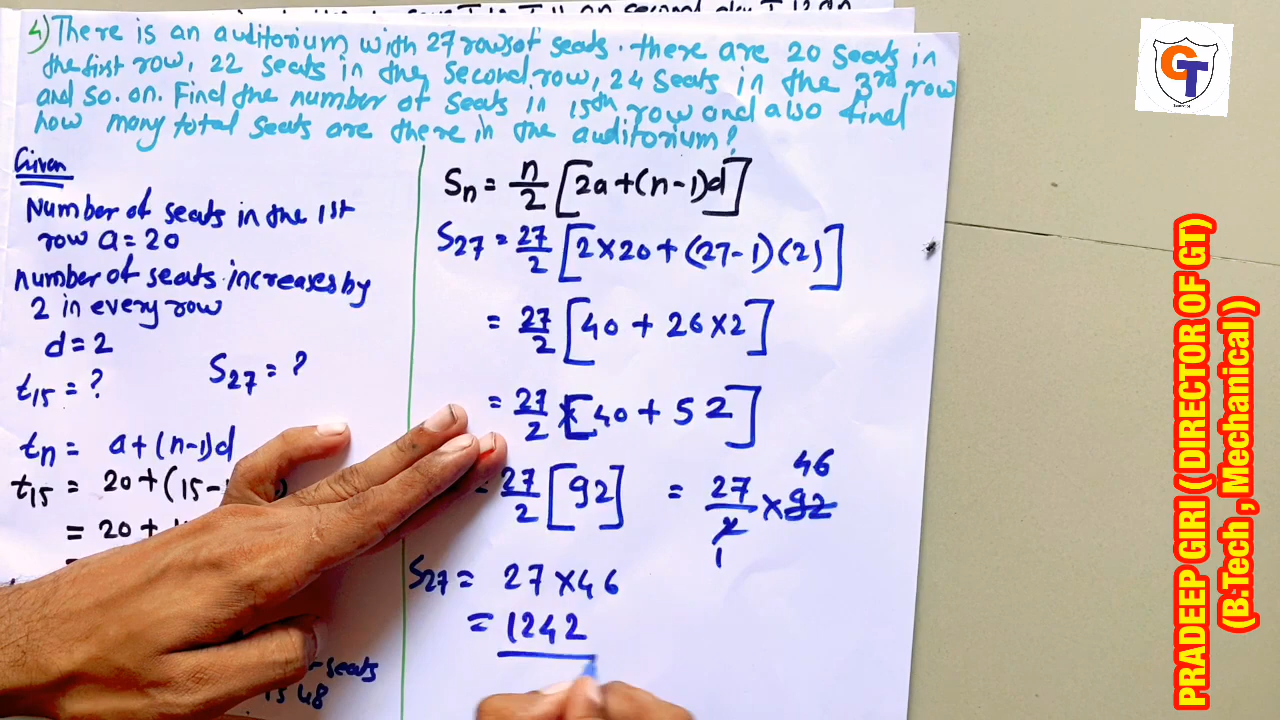 4) There is an auditorium with 27 rows of seats. there are 20 seats in
the first row, 22 seats in the second row, 24 seats in the 3rd row
and so.on. Find the number of seats in 15th row and also find
how many total seats are there in the auditorium?
Given
Number of seats in the 1st
row a = 20
number of seats increases by
2 in every row
d = 2
t15 = ? S27 = ?
tn = a+(n-1)d
t15 = 20+(15-
= 20+
-seats
is 48
Sn = n/2 [2a+(n-1)d]
S27 = 27/2 [2×20+(27-1)(2)]
= 27/2 [40 + 26×2]
= 27/2 × [40 + 52]
= 27/2 [92] = 27/2 × 92 46
1
S27 = 27×46
= 1242
GT
PRADEEP GIRI ( DIRECTOR OF GT)
(B.Tech , Mechanical )